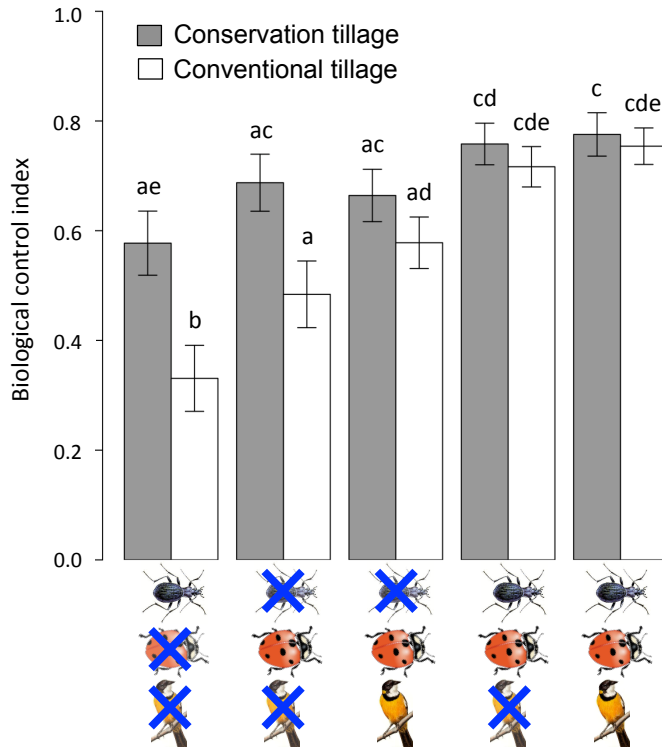 1.0
0.8
0.6
0.4
0.2
0.0
Biological control index
Conservation tillage
Conventional tillage
ae
b
ac
a
ac
ad
cd
cde
c
cde